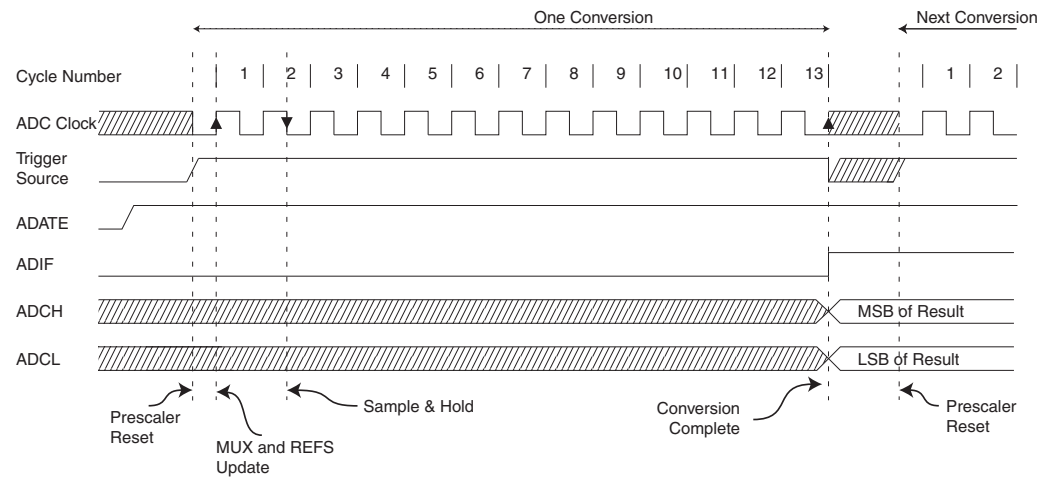 One Conversion
Next Conversion
Cycle Number
1 2 3 4 5 6 7 8 9 10 11 12 13 1 2
ADC Clock
Trigger
Source
ADATE
ADIF
ADCH
MSB of Result
ADCL
LSB of Result
Prescaler
Reset
MUX and REFS
Update
Sample & Hold
Conversion
Complete
Prescaler
Reset